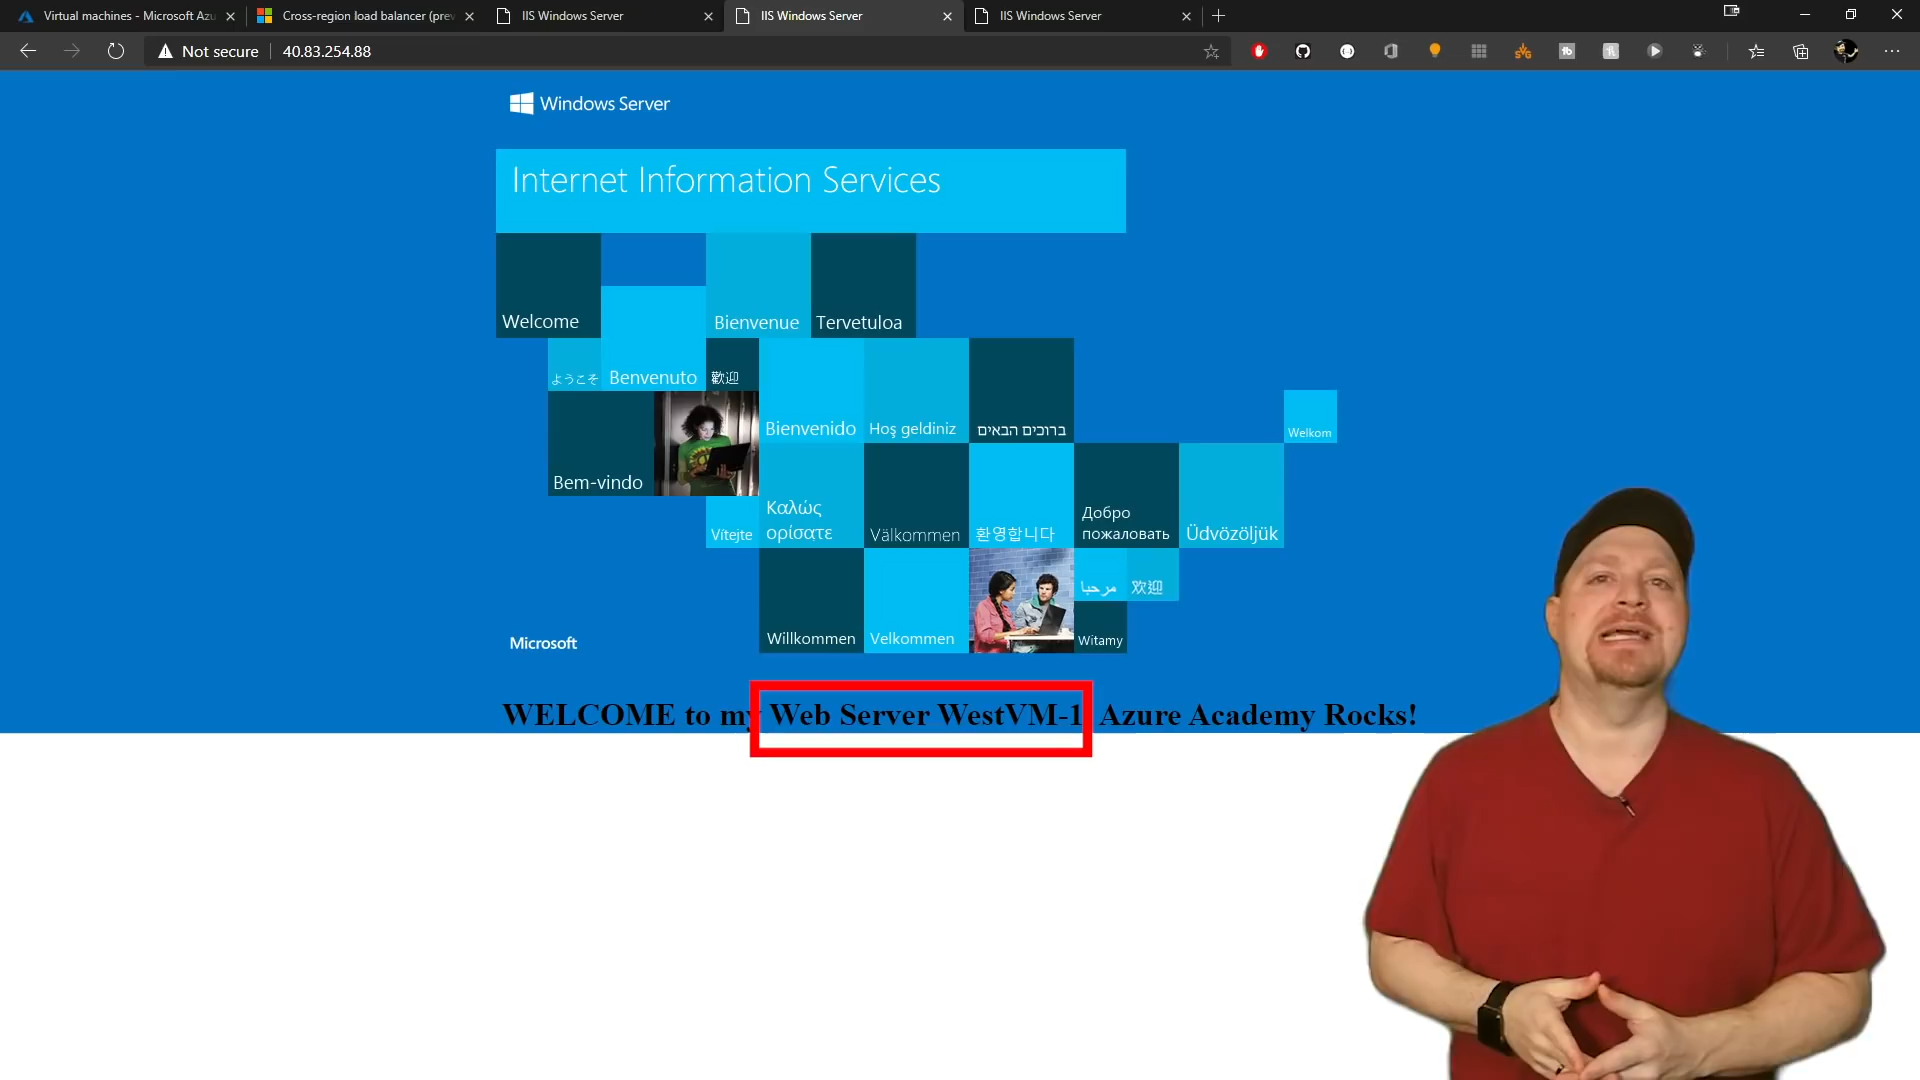 Virtual machines - Microsoft Azu
Cross-region load balancer (prev
IIS Windows Server
IIS Windows Server
IIS Windows Server
Not secure
40.83.254.88
Windows Server
Internet Information Services
Welcome
Bienvenue
Tervetuloa
ようこそ
Benvenuto
歡迎
Bienvenido
Hoş geldiniz
ברוכים הבאים
Welkom
Bem-vindo
Vítejte
Καλώς
ορίσατε
Välkommen
환영합니다
Добро
пожаловать
Üdvözöljük
مرحبا
欢迎
Microsoft
Willkommen
Velkommen
Witamy
WELCOME to my Web Server WestVM-1 Azure Academy Rocks!